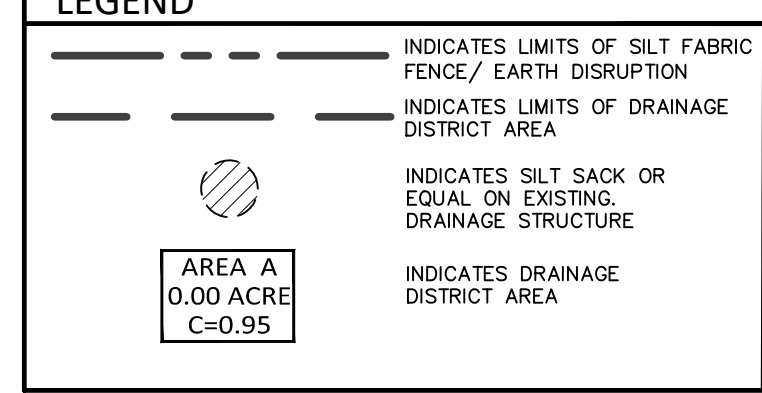 LEGEND
INDICATES LIMITS OF SILT FABRIC
FENCE/ EARTH DISRUPTION
INDICATES LIMITS OF DRAINAGE
DISTRICT AREA
INDICATES SILT SACK OR
EQUAL ON EXISTING.
DRAINAGE STRUCTURE
AREA A
0.00 ACRE
C=0.95
INDICATES DRAINAGE
DISTRICT AREA